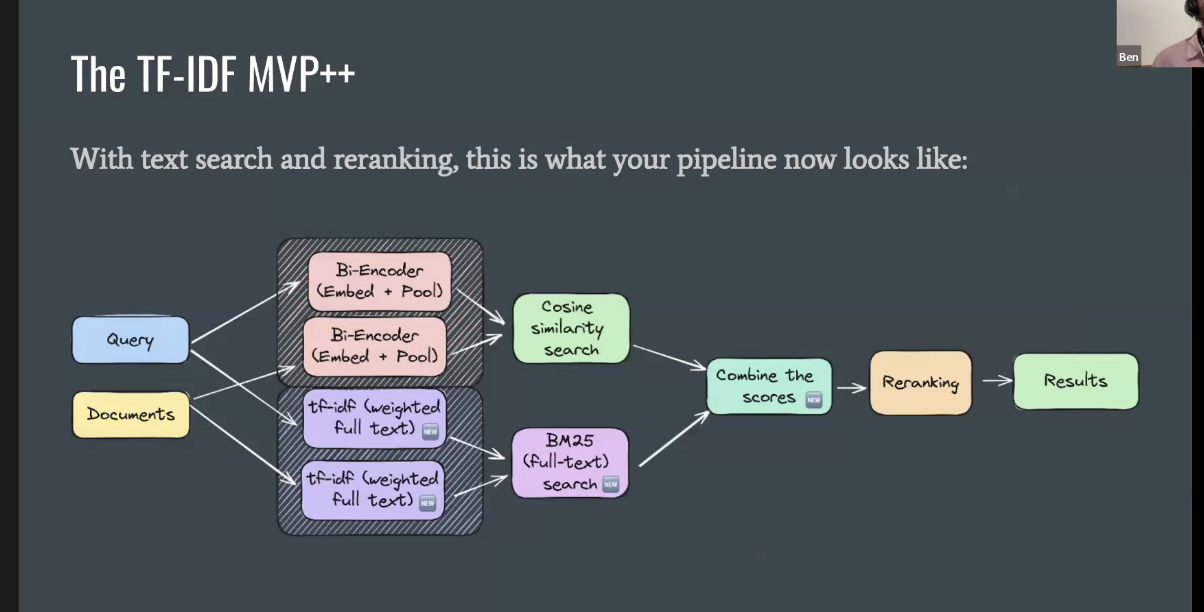 Ben
The TF-IDF MVP++
With text search and reranking, this is what your pipeline now looks like:
Query
Documents
Bi-Encoder
(Embed + Pool)
Bi-Encoder
(Embed + Pool)
tf-idf (weighted
full text) NEW
tf-idf (weighted
full text) NEW
Cosine
similarity
search
BM25
(full-text)
search NEW
Combine the
scores NEW
Reranking
Results